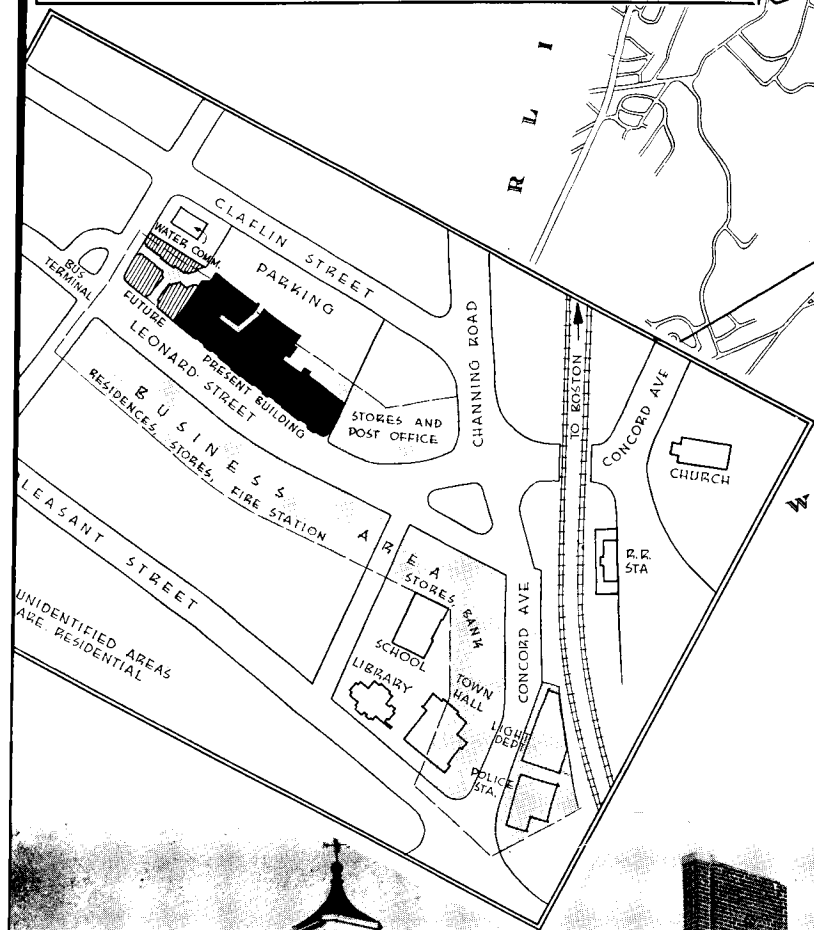 R L I
CLAFLIN STREET
WATER COMM.
PARKING
BUS
TERMINAL
FUTURE
LEONARD STREET
PRESENT BUILDING
STORES AND
POST OFFICE
CHANNING ROAD
TO BOSTON
CONCORD AVE
CHURCH
W
BUSINESS AREA
RESIDENCES, STORES, FIRE STATION
STORES, BANK
R.R.
STA
LEASANT STREET
UNIDENTIFIED AREAS
ARE RESIDENTIAL
SCHOOL
LIBRARY
TOWN
HALL
CONCORD AVE
LIGHT
DEPT.
POLICE
STA.